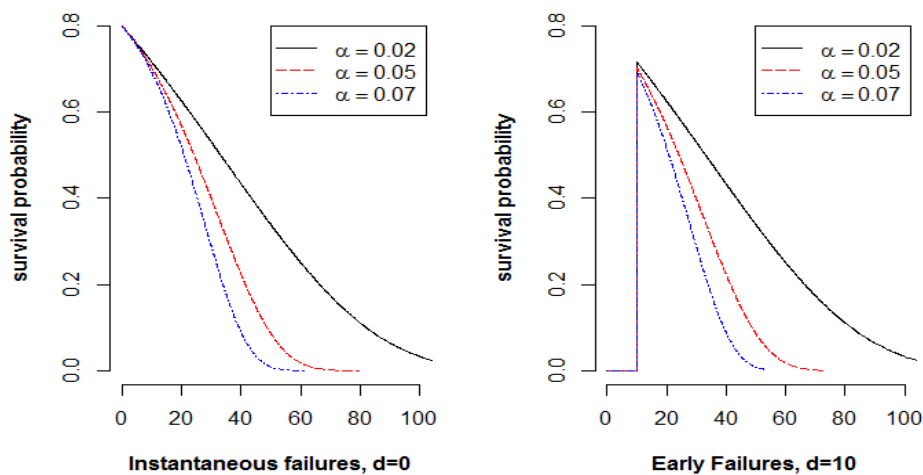 survival probability
0.0 0.2 0.4 0.6 0.8
α = 0.02
α = 0.05
α = 0.07
0 20 40 60 80 100
Instantaneous failures, d=0
survival probability
0.0 0.2 0.4 0.6 0.8
α = 0.02
α = 0.05
α = 0.07
0 20 40 60 80 100
Early Failures, d=10